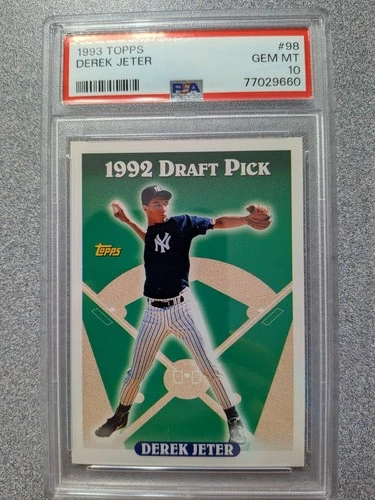 1993 TOPPS #98
DEREK JETER GEM MT
10
PSA 77029660
1992 DRAFT PICK
NY
Topps
DEREK JETER